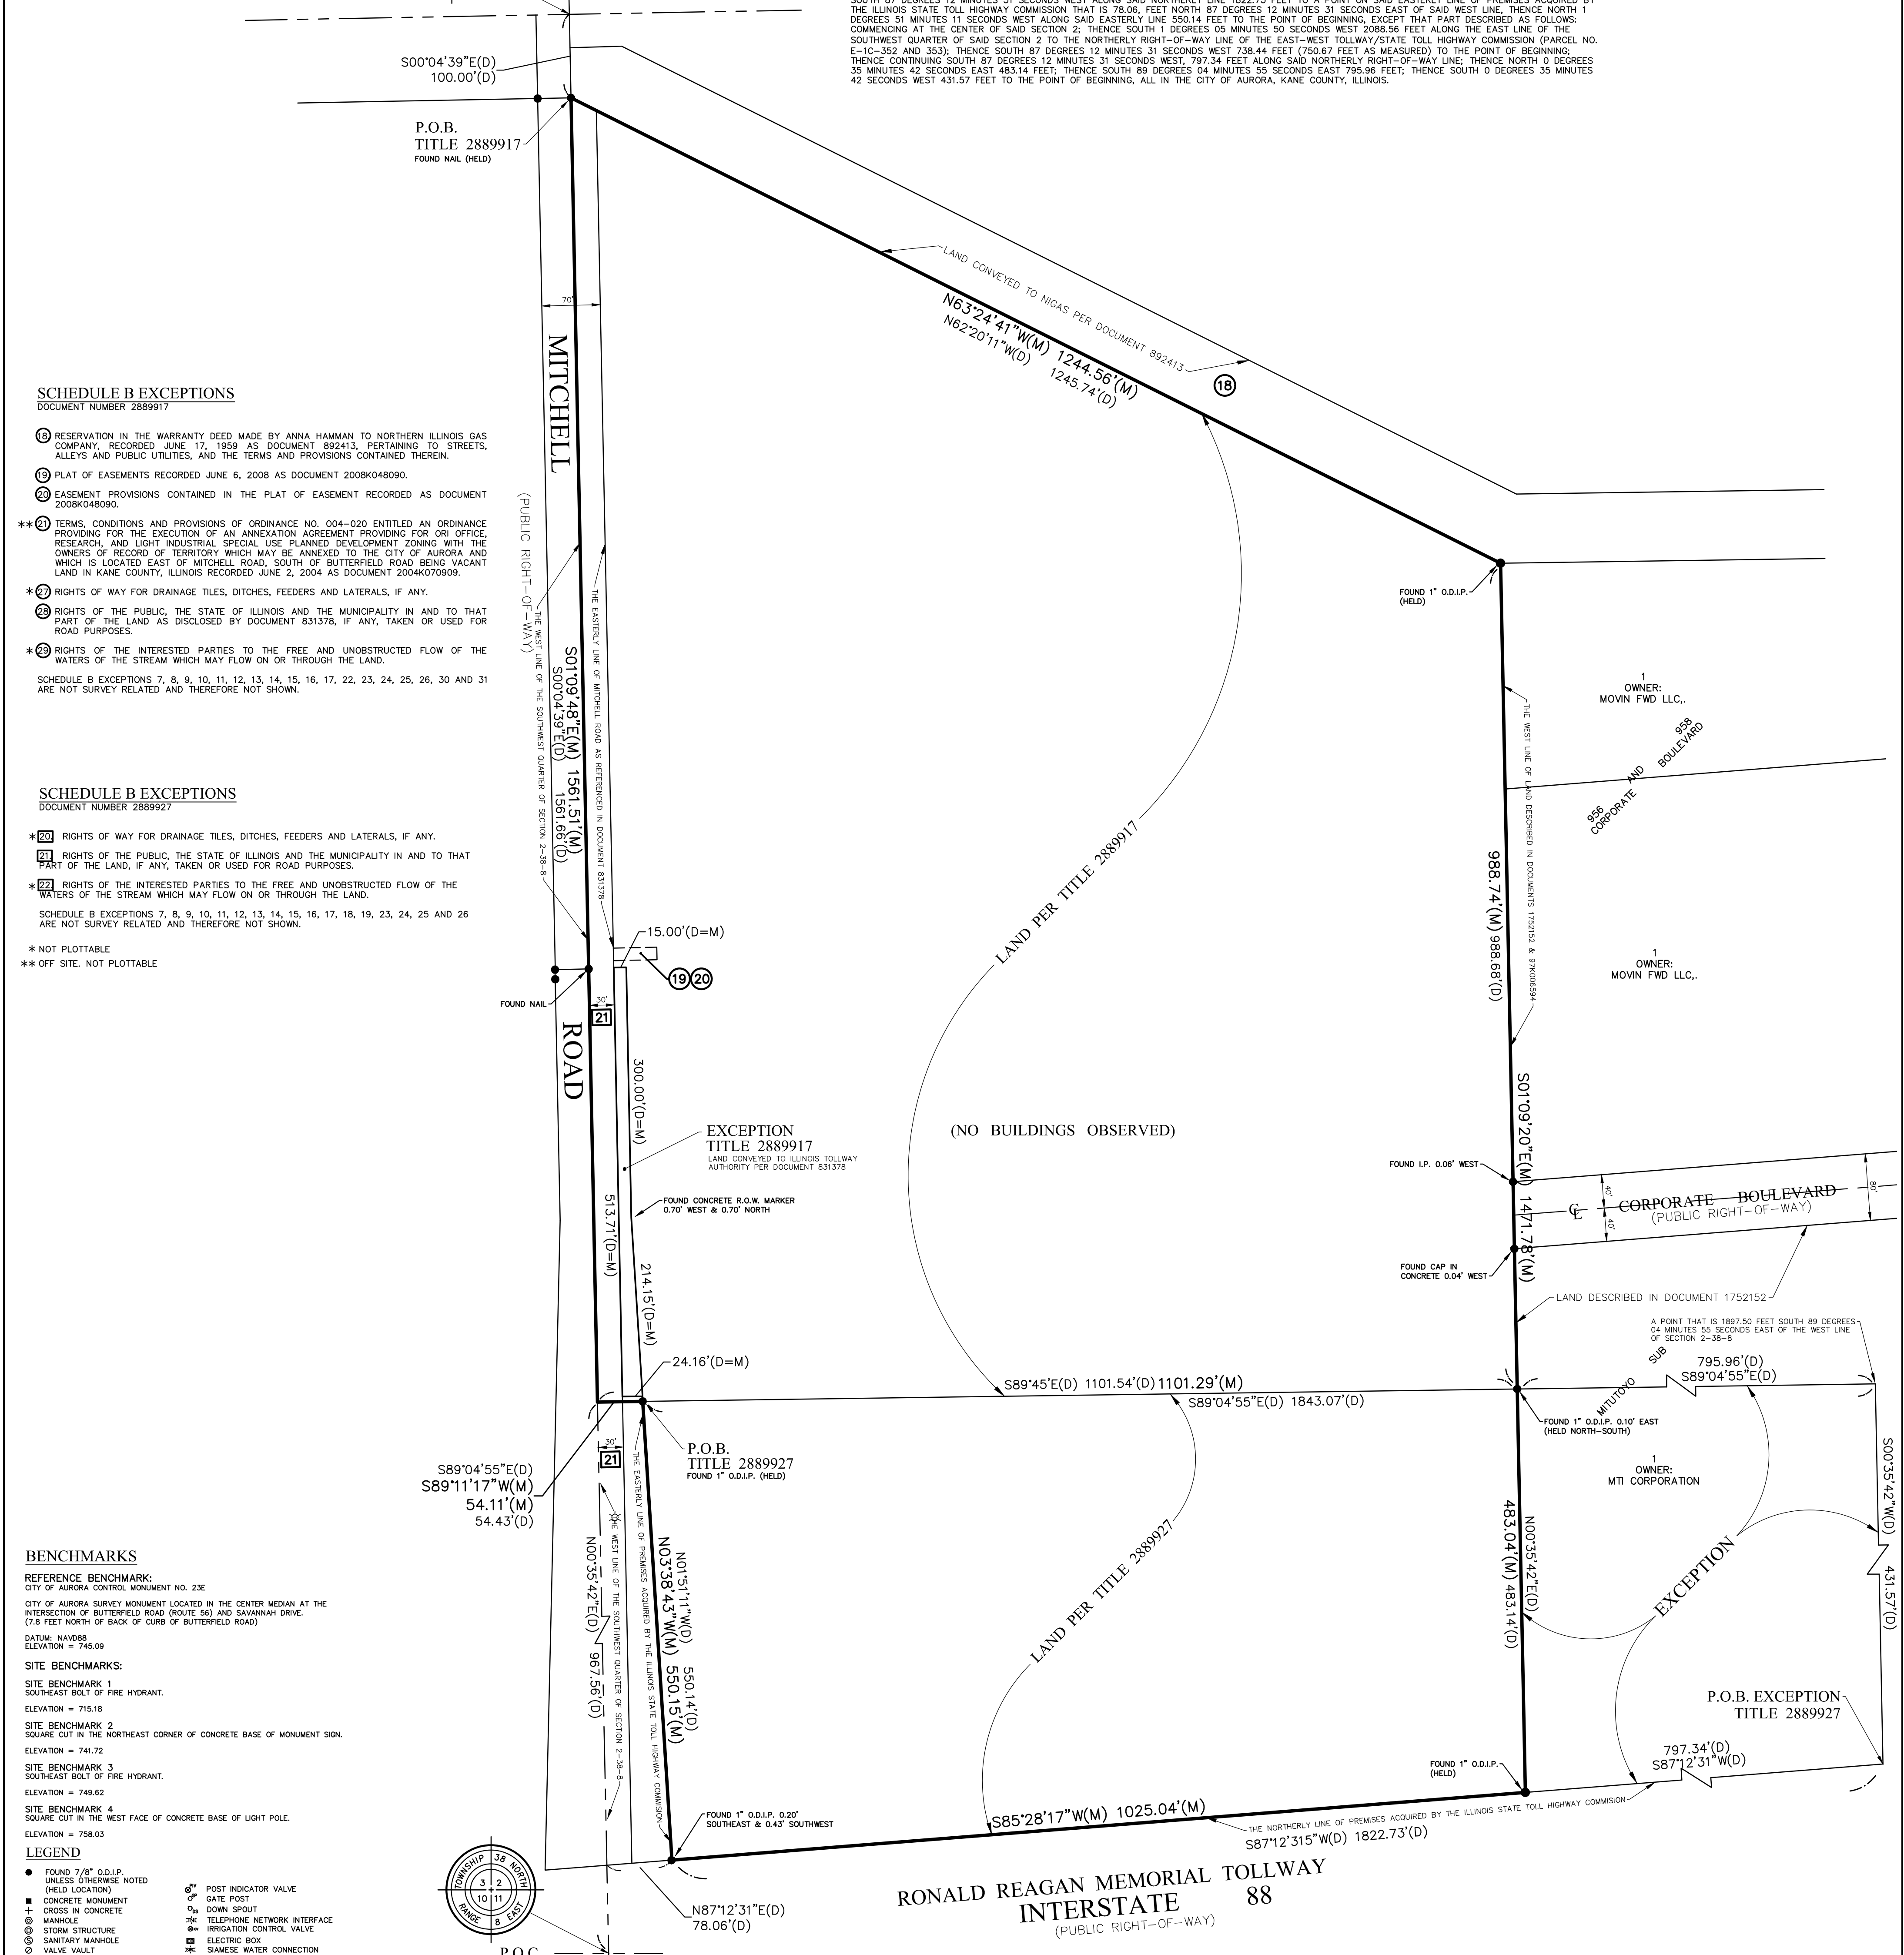 SOUTH 87 DEGREES 12 MINUTES 31 SECONDS WEST ALONG SAID NORTHERLY LINE 1822.73 FEET TO A POINT ON SAID EASTERLY LINE OF PREMISES ACQUIRED BY
THE ILLINOIS STATE TOLL HIGHWAY COMMISSION THAT IS 78.06, FEET NORTH 87 DEGREES 12 MINUTES 31 SECONDS EAST OF SAID WEST LINE, THENCE NORTH 1
DEGREES 51 MINUTES 11 SECONDS WEST ALONG SAID EASTERLY LINE 550.14 FEET TO THE POINT OF BEGINNING, EXCEPT THAT PART DESCRIBED AS FOLLOWS:
COMMENCING AT THE CENTER OF SAID SECTION 2; THENCE SOUTH 1 DEGREES 05 MINUTES 50 SECONDS WEST 2088.56 FEET ALONG THE EAST LINE OF THE
SOUTHWEST QUARTER OF SAID SECTION 2 TO THE NORTHERLY RIGHT-OF-WAY LINE OF THE EAST-WEST TOLLWAY/STATE TOLL HIGHWAY COMMISSION (PARCEL NO.
E-1C-352 AND 353); THENCE SOUTH 87 DEGREES 12 MINUTES 31 SECONDS WEST 738.44 FEET (750.67 FEET AS MEASURED) TO THE POINT OF BEGINNING;
THENCE CONTINUING SOUTH 87 DEGREES 12 MINUTES 31 SECONDS WEST, 797.34 FEET ALONG SAID NORTHERLY RIGHT-OF-WAY LINE; THENCE NORTH 0 DEGREES
35 MINUTES 42 SECONDS EAST 483.14 FEET; THENCE SOUTH 89 DEGREES 04 MINUTES 55 SECONDS EAST 795.96 FEET; THENCE SOUTH 0 DEGREES 35 MINUTES
42 SECONDS WEST 431.57 FEET TO THE POINT OF BEGINNING, ALL IN THE CITY OF AURORA, KANE COUNTY, ILLINOIS.
S00°04'39"E(D)
100.00'(D)
P.O.B.
TITLE 2889917
FOUND NAIL (HELD)
70'
MITCHELL
ROAD
(PUBLIC RIGHT-OF-WAY)
LAND CONVEYED TO NIGAS PER DOCUMENT 892413
N63°24'41"W(M) 1244.56'(M)
N62°20'11"W(D) 1245.74'(D)
18
SCHEDULE B EXCEPTIONS
DOCUMENT NUMBER 2889917
18 RESERVATION IN THE WARRANTY DEED MADE BY ANNA HAMMAN TO NORTHERN ILLINOIS GAS
COMPANY, RECORDED JUNE 17, 1959 AS DOCUMENT 892413, PERTAINING TO STREETS,
ALLEYS AND PUBLIC UTILITIES, AND THE TERMS AND PROVISIONS CONTAINED THEREIN.
19 PLAT OF EASEMENTS RECORDED JUNE 6, 2008 AS DOCUMENT 2008K048090.
20 EASEMENT PROVISIONS CONTAINED IN THE PLAT OF EASEMENT RECORDED AS DOCUMENT
2008K048090.
** 21 TERMS, CONDITIONS AND PROVISIONS OF ORDINANCE NO. O04-020 ENTITLED AN ORDINANCE
PROVIDING FOR THE EXECUTION OF AN ANNEXATION AGREEMENT PROVIDING FOR ORI OFFICE,
RESEARCH, AND LIGHT INDUSTRIAL SPECIAL USE PLANNED DEVELOPMENT ZONING WITH THE
OWNERS OF RECORD OF TERRITORY WHICH MAY BE ANNEXED TO THE CITY OF AURORA AND
WHICH IS LOCATED EAST OF MITCHELL ROAD, SOUTH OF BUTTERFIELD ROAD BEING VACANT
LAND IN KANE COUNTY, ILLINOIS RECORDED JUNE 2, 2004 AS DOCUMENT 2004K070909.
* 27 RIGHTS OF WAY FOR DRAINAGE TILES, DITCHES, FEEDERS AND LATERALS, IF ANY.
28 RIGHTS OF THE PUBLIC, THE STATE OF ILLINOIS AND THE MUNICIPALITY IN AND TO THAT
PART OF THE LAND AS DISCLOSED BY DOCUMENT 831378, IF ANY, TAKEN OR USED FOR
ROAD PURPOSES.
* 29 RIGHTS OF THE INTERESTED PARTIES TO THE FREE AND UNOBSTRUCTED FLOW OF THE
WATERS OF THE STREAM WHICH MAY FLOW ON OR THROUGH THE LAND.
SCHEDULE B EXCEPTIONS 7, 8, 9, 10, 11, 12, 13, 14, 15, 16, 17, 22, 23, 24, 25, 26, 30 AND 31
ARE NOT SURVEY RELATED AND THEREFORE NOT SHOWN.
SCHEDULE B EXCEPTIONS
DOCUMENT NUMBER 2889927
* 20. RIGHTS OF WAY FOR DRAINAGE TILES, DITCHES, FEEDERS AND LATERALS, IF ANY.
21. RIGHTS OF THE PUBLIC, THE STATE OF ILLINOIS AND THE MUNICIPALITY IN AND TO THAT
PART OF THE LAND, IF ANY, TAKEN OR USED FOR ROAD PURPOSES.
* 22. RIGHTS OF THE INTERESTED PARTIES TO THE FREE AND UNOBSTRUCTED FLOW OF THE
WATERS OF THE STREAM WHICH MAY FLOW ON OR THROUGH THE LAND.
SCHEDULE B EXCEPTIONS 7, 8, 9, 10, 11, 12, 13, 14, 15, 16, 17, 18, 19, 23, 24, 25 AND 26
ARE NOT SURVEY RELATED AND THEREFORE NOT SHOWN.
* NOT PLOTTABLE
** OFF SITE. NOT PLOTTABLE
THE WEST LINE OF THE SOUTHWEST QUARTER OF SECTION 2-38-8
S01°09'48"E(M) 1561.51'(M)
S00°04'39"E(D) 1561.66'(D)
THE EASTERLY LINE OF MITCHELL ROAD AS REFERENCED IN DOCUMENT 831378
FOUND 1" O.D.I.P.
(HELD)
1
OWNER:
MOVIN FWD LLC,.
956 AND 958
CORPORATE BOULEVARD
THE WEST LINE OF LAND DESCRIBED IN DOCUMENTS 1752152 & 97K006594
988.74'(M) 988.68'(D)
1
OWNER:
MOVIN FWD LLC,.
LAND PER TITLE 2889917
15.00'(D=M)
19 20
FOUND NAIL
30'
21
300.00'(D=M)
EXCEPTION
TITLE 2889917
LAND CONVEYED TO ILLINOIS TOLLWAY
AUTHORITY PER DOCUMENT 831378
(NO BUILDINGS OBSERVED)
FOUND CONCRETE R.O.W. MARKER
0.70' WEST & 0.70' NORTH
513.71'(D=M)
214.15'(D=M)
24.16'(D=M)
S01°09'20"E(M) 1471.78'(M)
FOUND I.P. 0.06' WEST
FOUND CAP IN
CONCRETE 0.04' WEST
CL
CORPORATE BOULEVARD
(PUBLIC RIGHT-OF-WAY)
40'
40'
80'
LAND DESCRIBED IN DOCUMENT 1752152
A POINT THAT IS 1897.50 FEET SOUTH 89 DEGREES
04 MINUTES 55 SECONDS EAST OF THE WEST LINE
OF SECTION 2-38-8
MITUTOYO SUB
795.96'(D)
S89°04'55"E(D)
S89°45'E(D) 1101.54'(D) 1101.29'(M)
S89°04'55"E(D) 1843.07'(D)
FOUND 1" O.D.I.P. 0.10' EAST
(HELD NORTH-SOUTH)
1
OWNER:
MTI CORPORATION
P.O.B.
TITLE 2889927
FOUND 1" O.D.I.P. (HELD)
30'
21
S89°04'55"E(D)
S89°11'17"W(M)
54.11'(M)
54.43'(D)
N00°35'42"E(D) 967.56'(D)
THE WEST LINE OF THE SOUTHWEST QUARTER OF SECTION 2-38-8
THE EASTERLY LINE OF PREMISES ACQUIRED BY THE ILLINOIS STATE TOLL HIGHWAY COMMISION
N01°51'11"W(D) 550.14'(D)
N03°38'43"W(M) 550.15'(M)
LAND PER TITLE 2889927
483.04'(M) 483.14'(D)
N00°35'42"E(D)
EXCEPTION
S00°35'42"W(D) 431.57'(D)
P.O.B. EXCEPTION
TITLE 2889927
797.34'(D)
S87°12'31"W(D)
FOUND 1" O.D.I.P.
(HELD)
FOUND 1" O.D.I.P. 0.20'
SOUTHEAST & 0.43' SOUTHWEST
S85°28'17"W(M) 1025.04'(M)
THE NORTHERLY LINE OF PREMISES ACQUIRED BY THE ILLINOIS STATE TOLL HIGHWAY COMMISION
S87°12'315"W(D) 1822.73'(D)
RONALD REAGAN MEMORIAL TOLLWAY
INTERSTATE 88
(PUBLIC RIGHT-OF-WAY)
N87°12'31"E(D)
78.06'(D)
TOWNSHIP 38 NORTH
3 2
10 11
RANGE 8 EAST
P.O.C.
BENCHMARKS
REFERENCE BENCHMARK:
CITY OF AURORA CONTROL MONUMENT NO. 23E
CITY OF AURORA SURVEY MONUMENT LOCATED IN THE CENTER MEDIAN AT THE
INTERSECTION OF BUTTERFIELD ROAD (ROUTE 56) AND SAVANNAH DRIVE.
(7.8 FEET NORTH OF BACK OF CURB OF BUTTERFIELD ROAD)
DATUM: NAVD88
ELEVATION = 745.09
SITE BENCHMARKS:
SITE BENCHMARK 1
SOUTHEAST BOLT OF FIRE HYDRANT.
ELEVATION = 715.18
SITE BENCHMARK 2
SQUARE CUT IN THE NORTHEAST CORNER OF CONCRETE BASE OF MONUMENT SIGN.
ELEVATION = 741.72
SITE BENCHMARK 3
SOUTHEAST BOLT OF FIRE HYDRANT.
ELEVATION = 749.62
SITE BENCHMARK 4
SQUARE CUT IN THE WEST FACE OF CONCRETE BASE OF LIGHT POLE.
ELEVATION = 758.03
LEGEND
FOUND 7/8" O.D.I.P.
UNLESS OTHERWISE NOTED
(HELD LOCATION)
CONCRETE MONUMENT
CROSS IN CONCRETE
MANHOLE
STORM STRUCTURE
SANITARY MANHOLE
VALVE VAULT
POST INDICATOR VALVE
GATE POST
DOWN SPOUT
TELEPHONE NETWORK INTERFACE
IRRIGATION CONTROL VALVE
ELECTRIC BOX
SIAMESE WATER CONNECTION